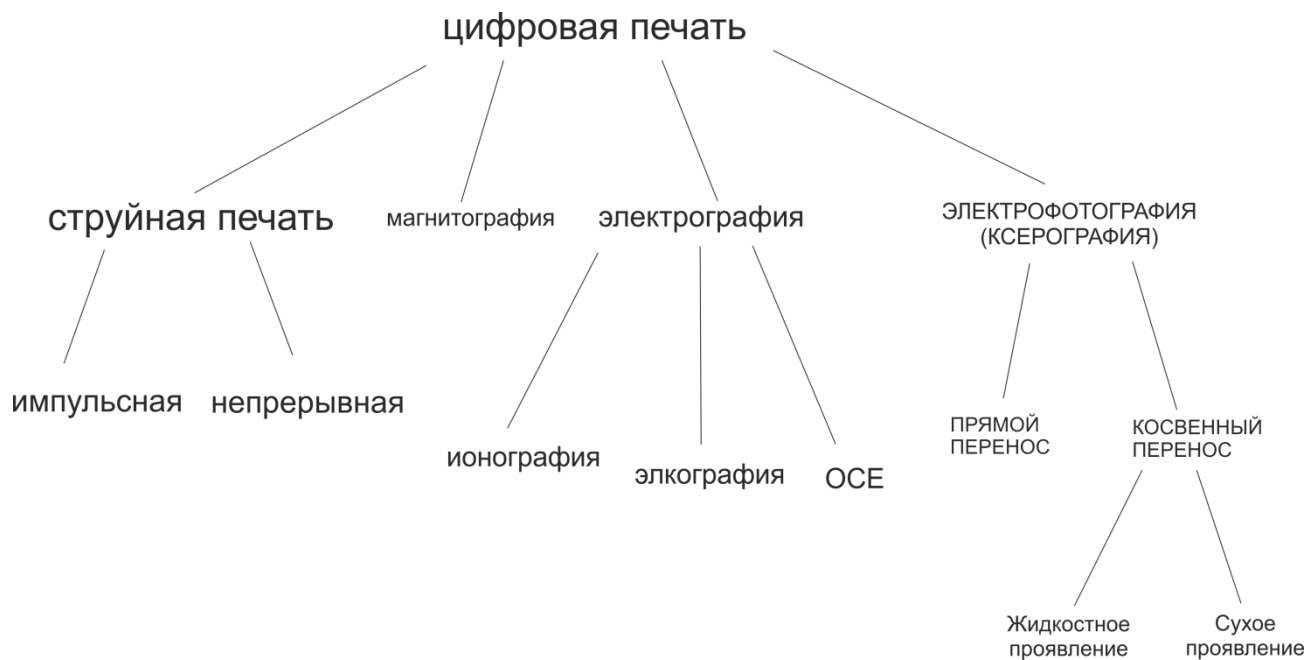 цифровая печать
струйная печать
магнитография
электрография
ЭЛЕКТРОФОТОГРАФИЯ
(КСЕРОГРАФИЯ)
импульсная
непрерывная
ионография
элкография
ОСЕ
ПРЯМОЙ
ПЕРЕНОС
КОСВЕННЫЙ
ПЕРЕНОС
Жидкостное
проявление
Сухое
проявление